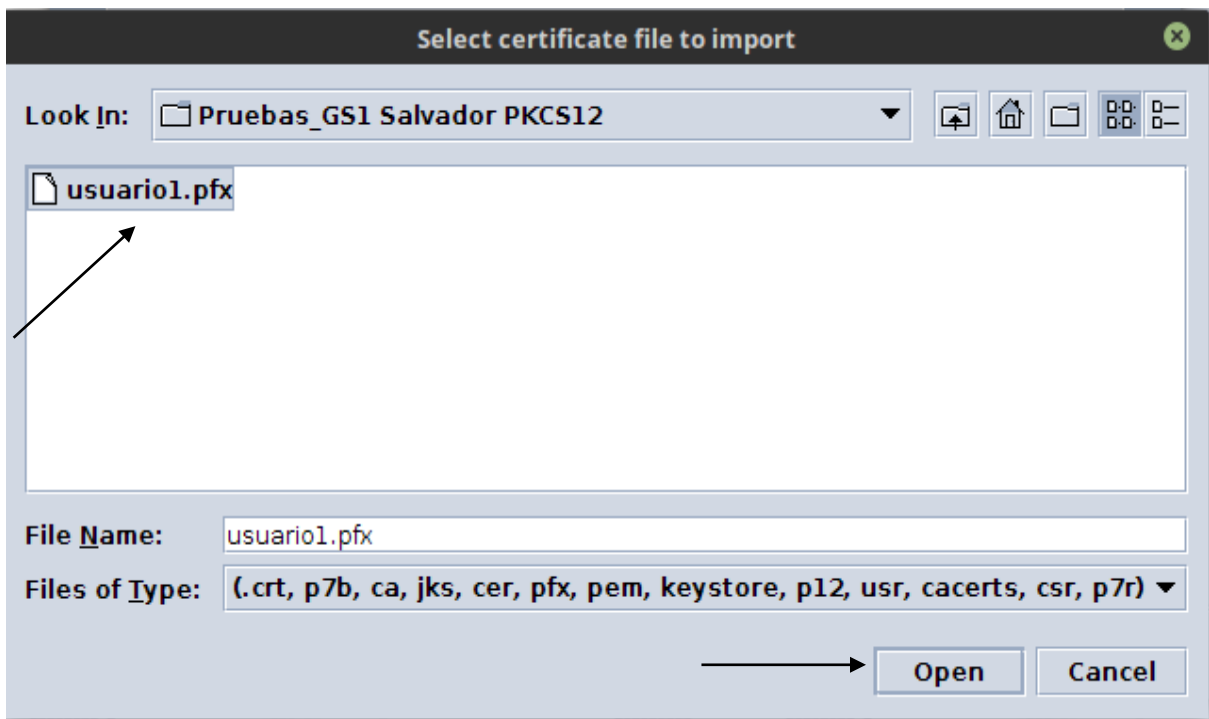 Select certificate file to import
Look In: Pruebas_GS1 Salvador PKCS12
usuario1.pfx
File Name: usuario1.pfx
Files of Type: (.crt, p7b, ca, jks, cer, pfx, pem, keystore, p12, usr, cacerts, csr, p7r)
Open Cancel